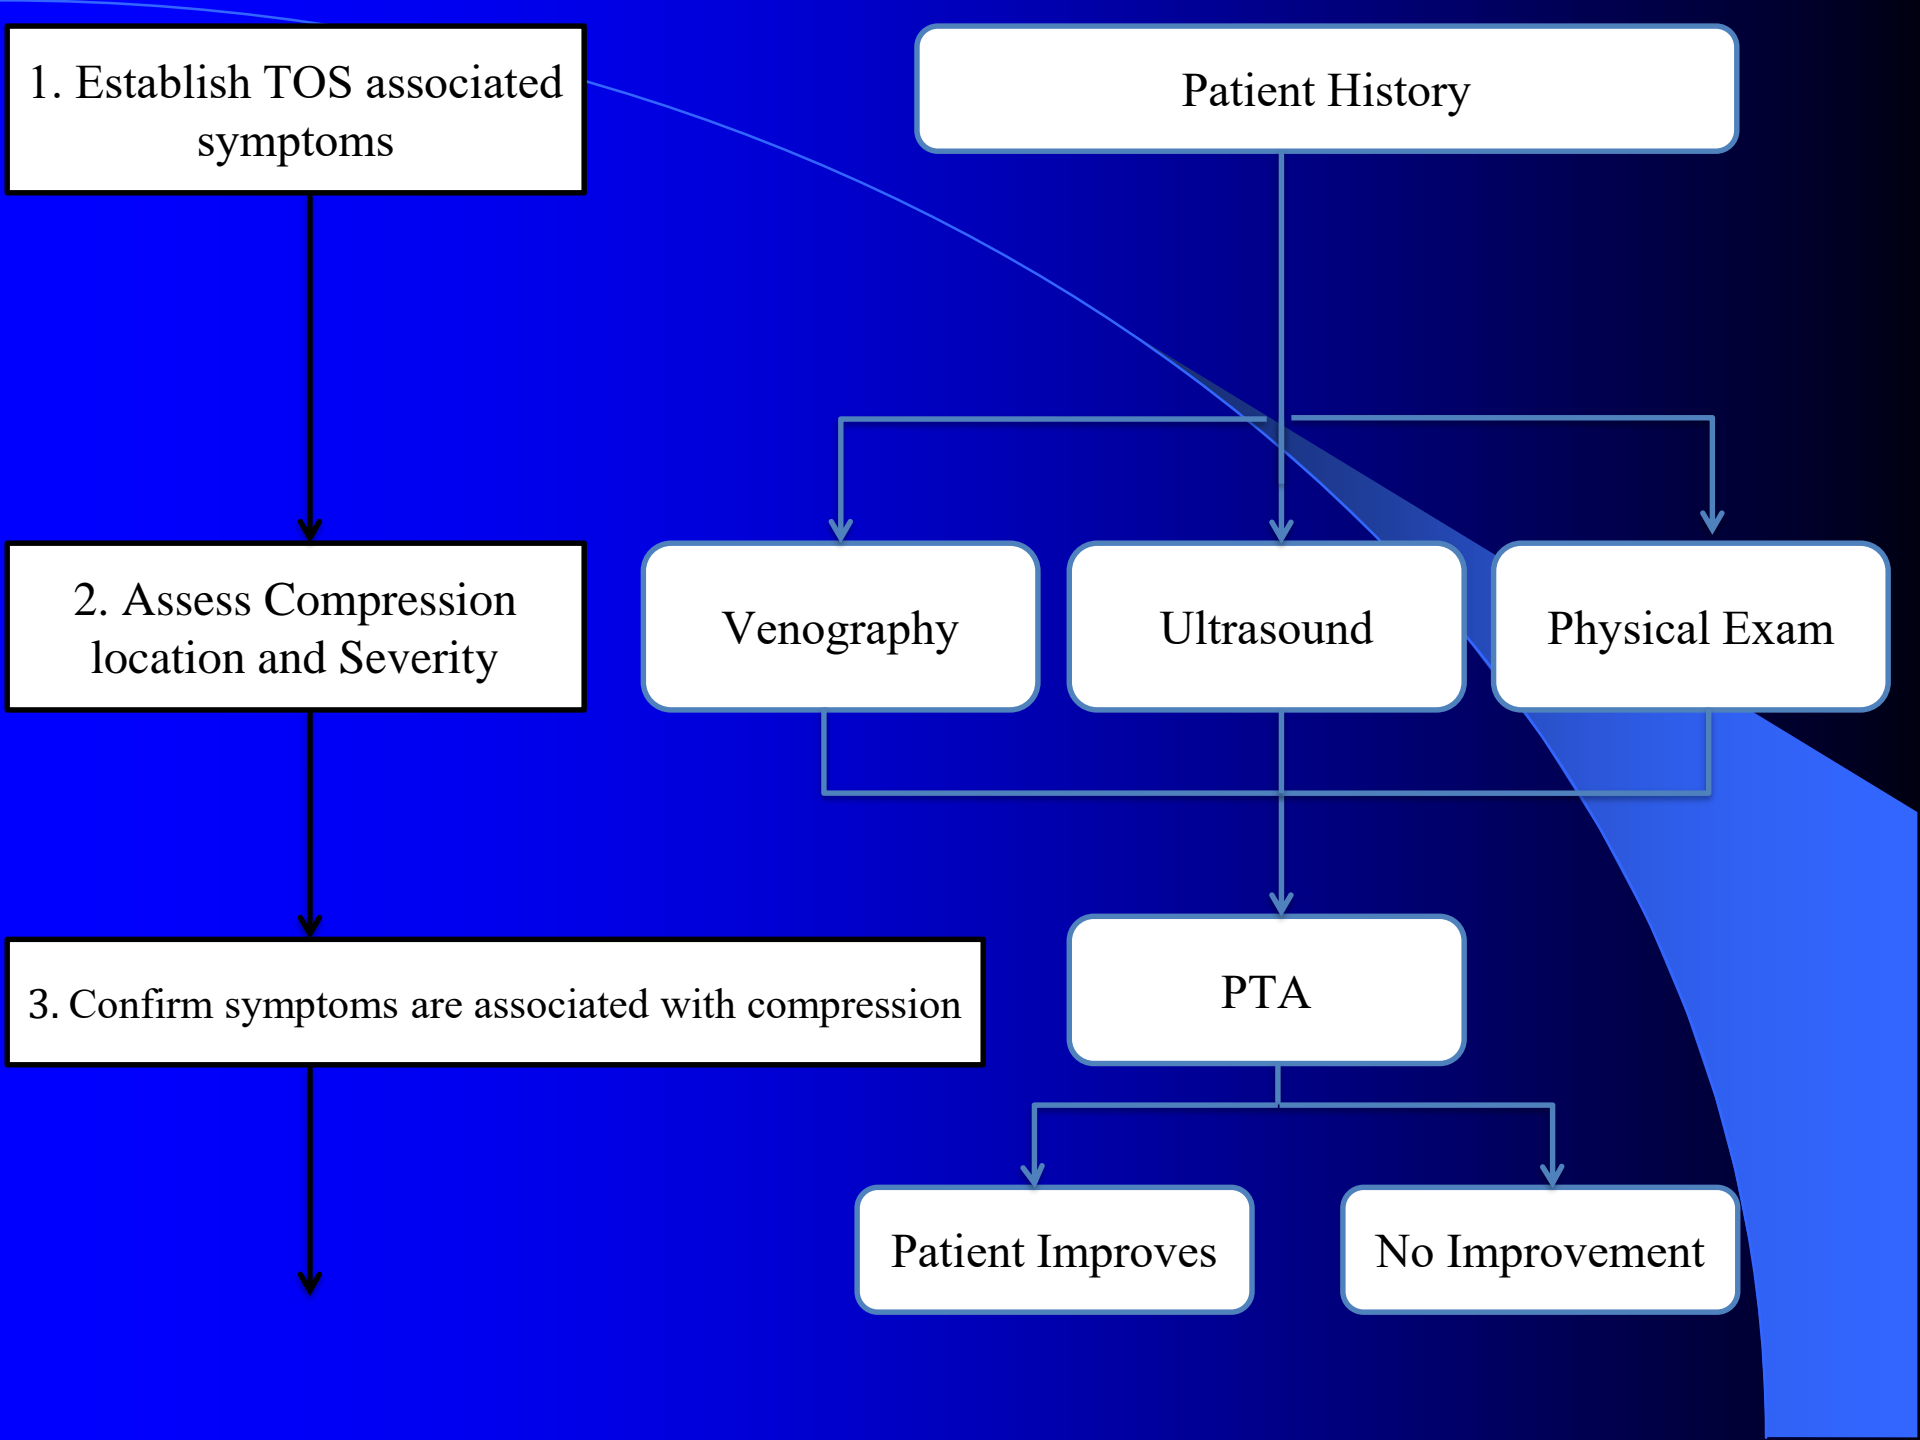 1. Establish TOS associated
symptoms
Patient History
2. Assess Compression
location and Severity
Venography
Ultrasound
Physical Exam
3. Confirm symptoms are associated with compression
PTA
Patient Improves
No Improvement